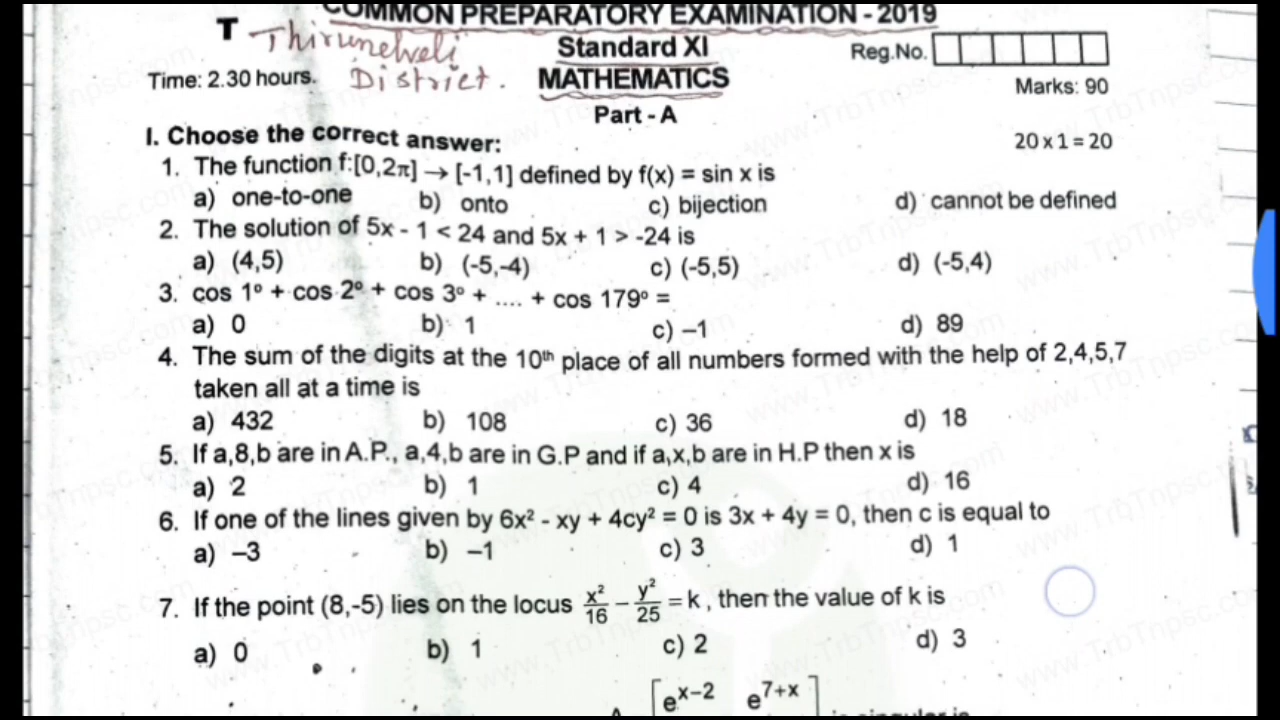 COMMON PREPARATORY EXAMINATION - 2019
T Thirunelveli Standard XI Reg.No.
Time: 2.30 hours. District. MATHEMATICS Marks: 90
Part - A
I. Choose the correct answer: 20 x 1 = 20
1. The function f:[0,2π] → [-1,1] defined by f(x) = sin x is
a) one-to-one b) onto c) bijection d) cannot be defined
2. The solution of 5x - 1 < 24 and 5x + 1 > -24 is
a) (4,5) b) (-5,-4) c) (-5,5) d) (-5,4)
3. cos 1º + cos 2º + cos 3º + .... + cos 179º =
a) 0 b) 1 c) –1 d) 89
4. The sum of the digits at the 10th place of all numbers formed with the help of 2,4,5,7
taken all at a time is
a) 432 b) 108 c) 36 d) 18
5. If a,8,b are in A.P., a,4,b are in G.P and if a,x,b are in H.P then x is
a) 2 b) 1 c) 4 d) 16
6. If one of the lines given by 6x² - xy + 4cy² = 0 is 3x + 4y = 0, then c is equal to
a) –3 b) –1 c) 3 d) 1
7. If the point (8,-5) lies on the locus x²/16 – y²/25 = k, then the value of k is
a) 0 b) 1 c) 2 d) 3
e^x–2 e^7+x
www.TrbTnpsc.com